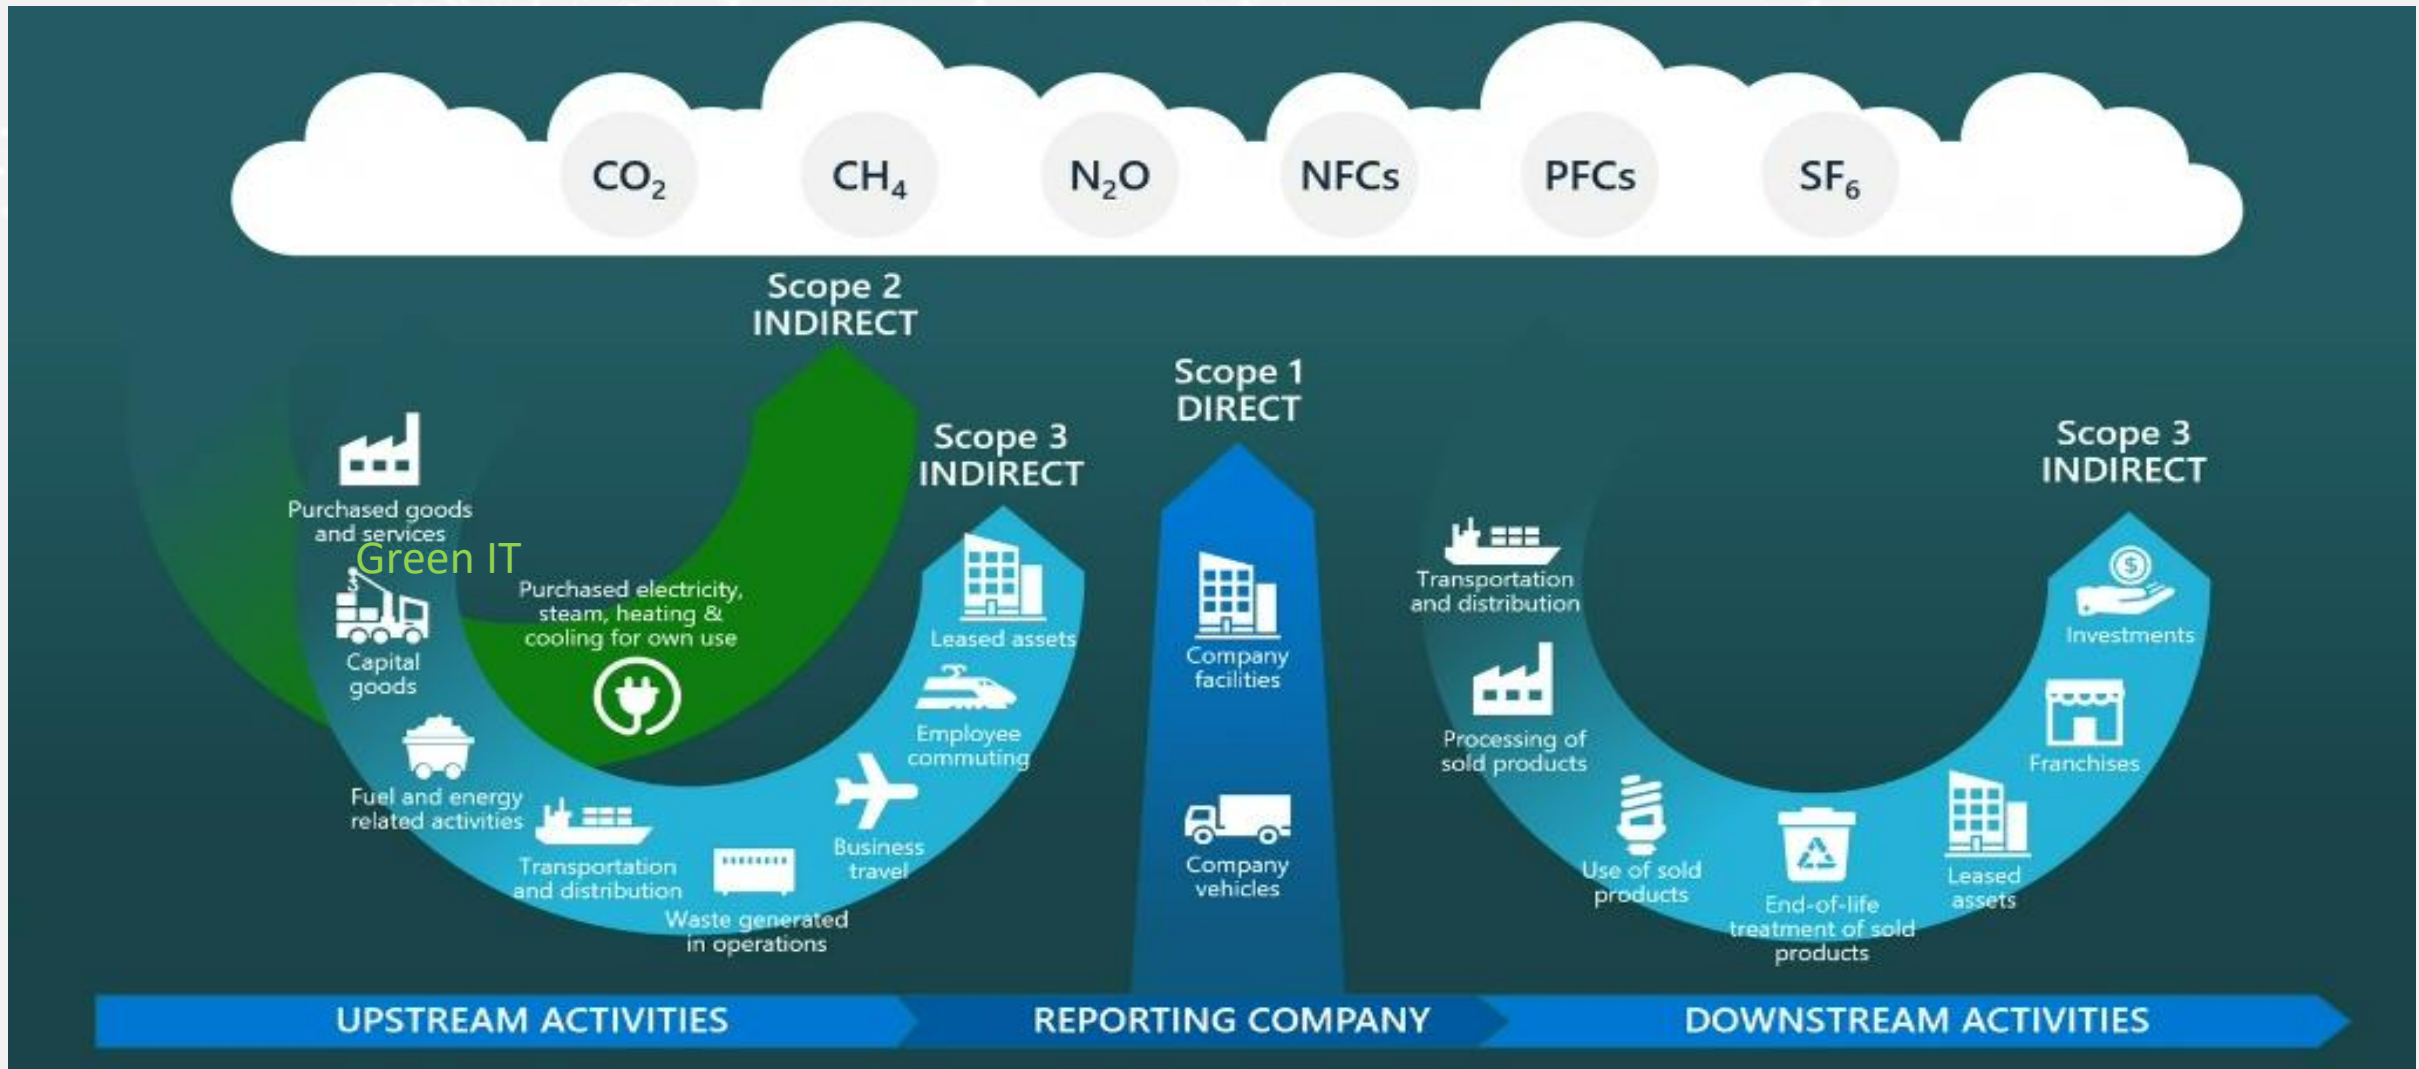 CO₂
CH₄
N₂O
NFCs
PFCs
SF₆
Scope 2
INDIRECT
Purchased electricity,
steam, heating &
cooling for own use
Scope 3
INDIRECT
Purchased goods
and services
Green IT
Capital
goods
Fuel and energy
related activities
Transportation
and distribution
Waste generated
in operations
Business
travel
Employee
commuting
Leased assets
Scope 1
DIRECT
Company
facilities
Company
vehicles
Scope 3
INDIRECT
Transportation
and distribution
Processing of
sold products
Use of sold
products
End-of-life
treatment of sold
products
Leased
assets
Franchises
$
Investments
UPSTREAM ACTIVITIES
REPORTING COMPANY
DOWNSTREAM ACTIVITIES